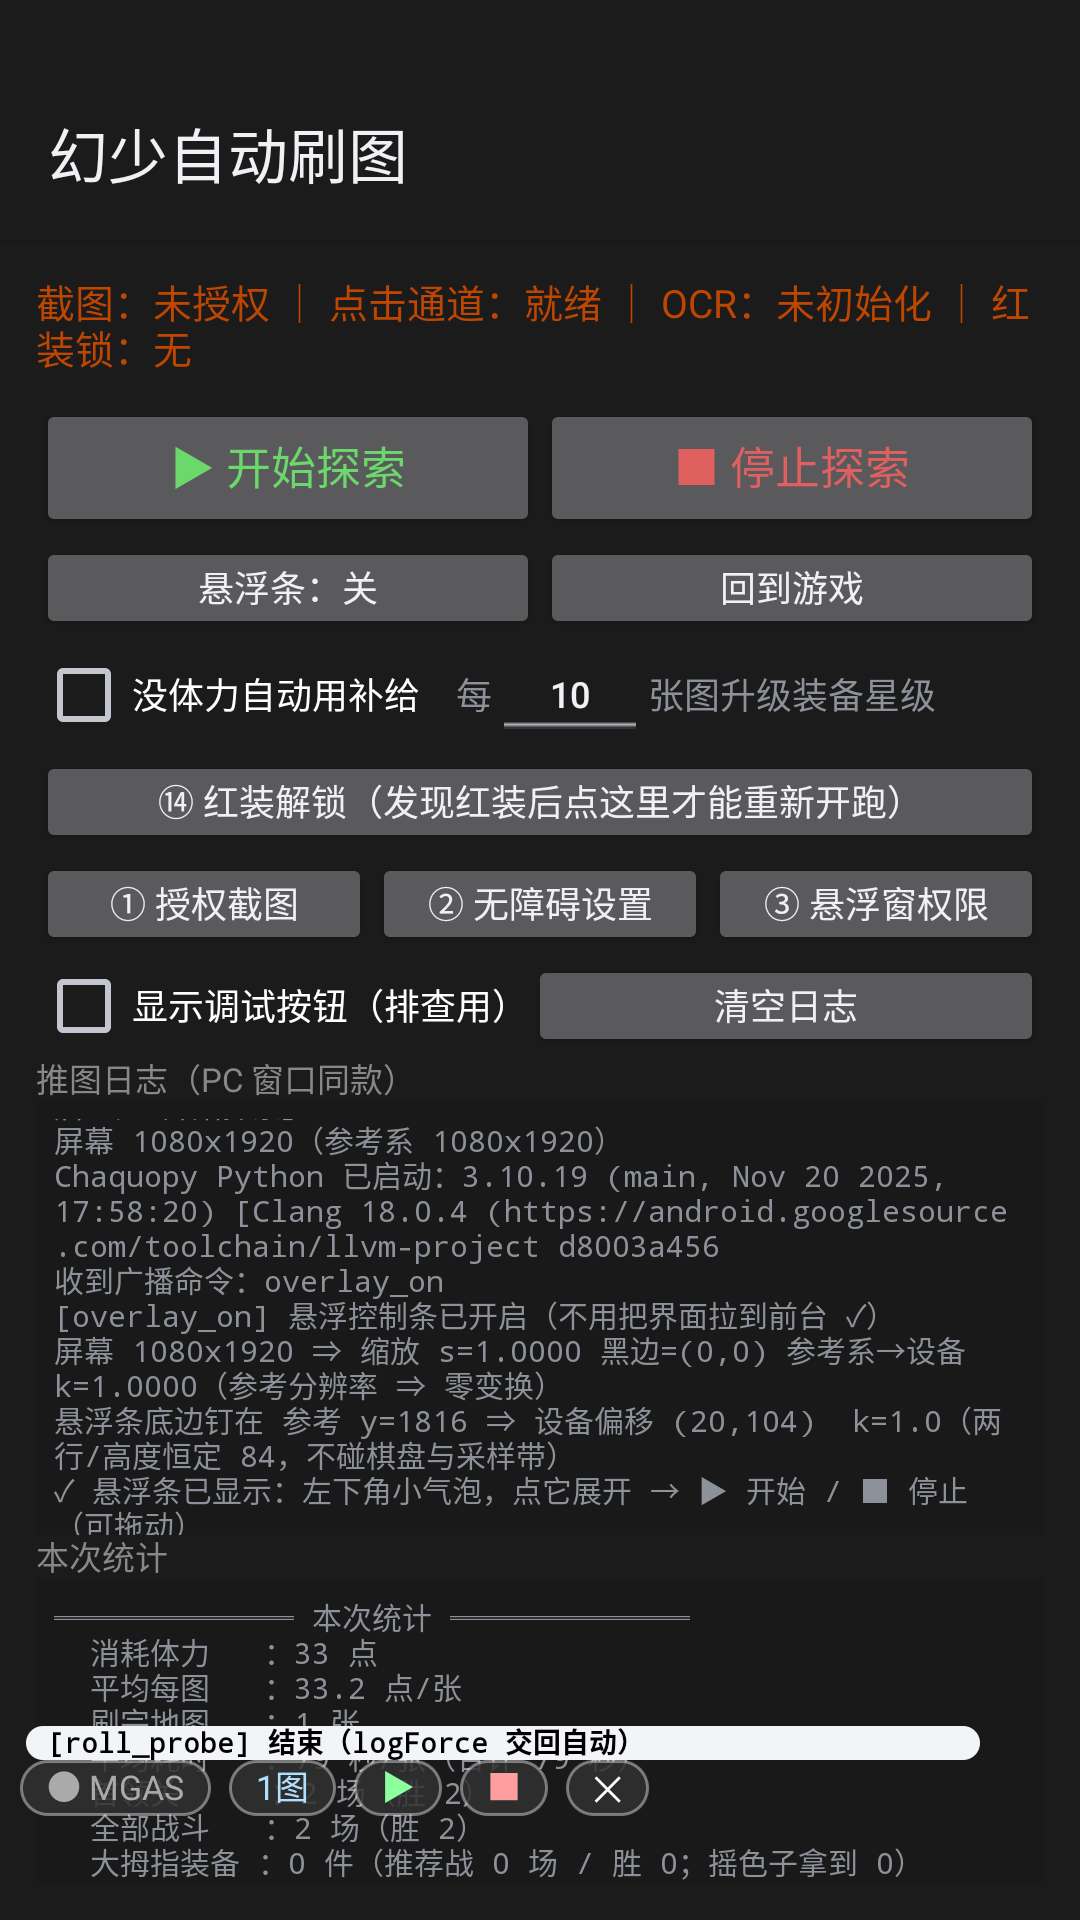 幻少自动刷图
截图：未授权 ｜ 点击通道：就绪 ｜ OCR：未初始化 ｜ 红
装锁：无
▶ 开始探索
■ 停止探索
悬浮条：关
回到游戏
没体力自动用补给 每 10 张图升级装备星级
⑭ 红装解锁（发现红装后点这里才能重新开跑）
① 授权截图
② 无障碍设置
③ 悬浮窗权限
显示调试按钮（排查用）
清空日志
推图日志（PC 窗口同款）
屏幕 1080x1920（参考系 1080x1920）
Chaquopy Python 已启动：3.10.19 (main, Nov 20 2025,
17:58:20) [Clang 18.0.4 (https://android.googlesource
.com/toolchain/llvm-project d8003a456
收到广播命令：overlay_on
[overlay_on] 悬浮控制条已开启（不用把界面拉到前台 ✓）
屏幕 1080x1920 ⇒ 缩放 s=1.0000 黑边=(0,0) 参考系→设备
k=1.0000（参考分辨率 ⇒ 零变换）
悬浮条底边钉在 参考 y=1816 ⇒ 设备偏移 (20,104) k=1.0（两
行/高度恒定 84，不碰棋盘与采样带）
✓ 悬浮条已显示：左下角小气泡，点它展开 → ▶ 开始 / ■ 停止
（可拖动）
本次统计
════════════════ 本次统计 ════════════════
消耗体力 ：33 点
平均每图 ：33.2 点/张
刷完地图 ：1 张
[roll_probe] 结束（logForce 交回自动）
● MGAS
1图
▶
■
✕
全部战斗 ：2 场（胜 2）
大拇指装备 ：0 件（推荐战 0 场 / 胜 0；摇色子拿到 0）